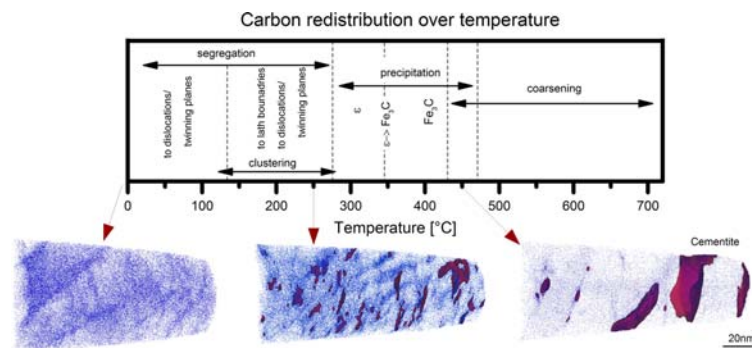 Carbon redistribution over temperature
segregation
to dislocations/
twinning planes
to lath bounadries
to dislocations/
twinning planes
clustering
precipitation
ε
ε-> Fe₃C
Fe₃C
coarsening
0 100 200 300 400 500 600 700
Temperature [°C]
Cementite
20nm